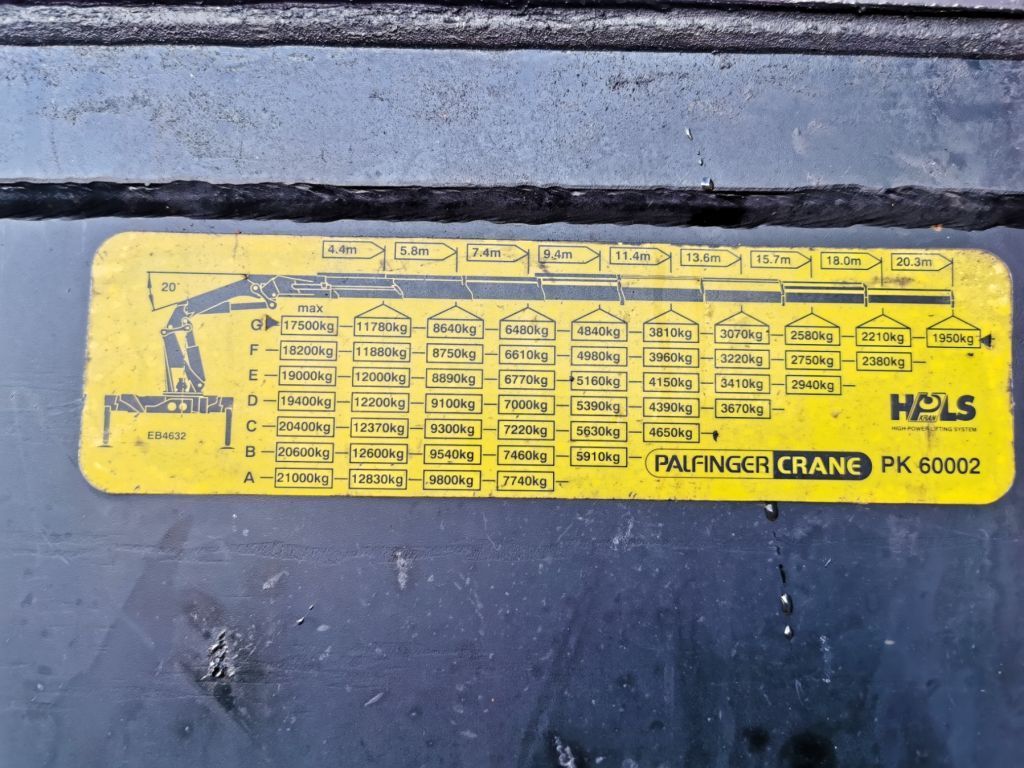 4.4m 5.8m 7.4m 9.4m 11.4m 13.6m 15.7m 18.0m 20.3m
20°
max
G 17500kg 11780kg 8640kg 6480kg 4840kg 3810kg 3070kg 2580kg 2210kg 1950kg
F 18200kg 11880kg 8750kg 6610kg 4980kg 3960kg 3220kg 2750kg 2380kg
E 19000kg 12000kg 8890kg 6770kg 5160kg 4150kg 3410kg 2940kg
D 19400kg 12200kg 9100kg 7000kg 5390kg 4390kg 3670kg
C 20400kg 12370kg 9300kg 7220kg 5630kg 4650kg
B 20600kg 12600kg 9540kg 7460kg 5910kg
A 21000kg 12830kg 9800kg 7740kg
EB4632
HPLS
KRAN
HIGH-POWER-LIFTING SYSTEM
PALFINGER CRANE PK 60002